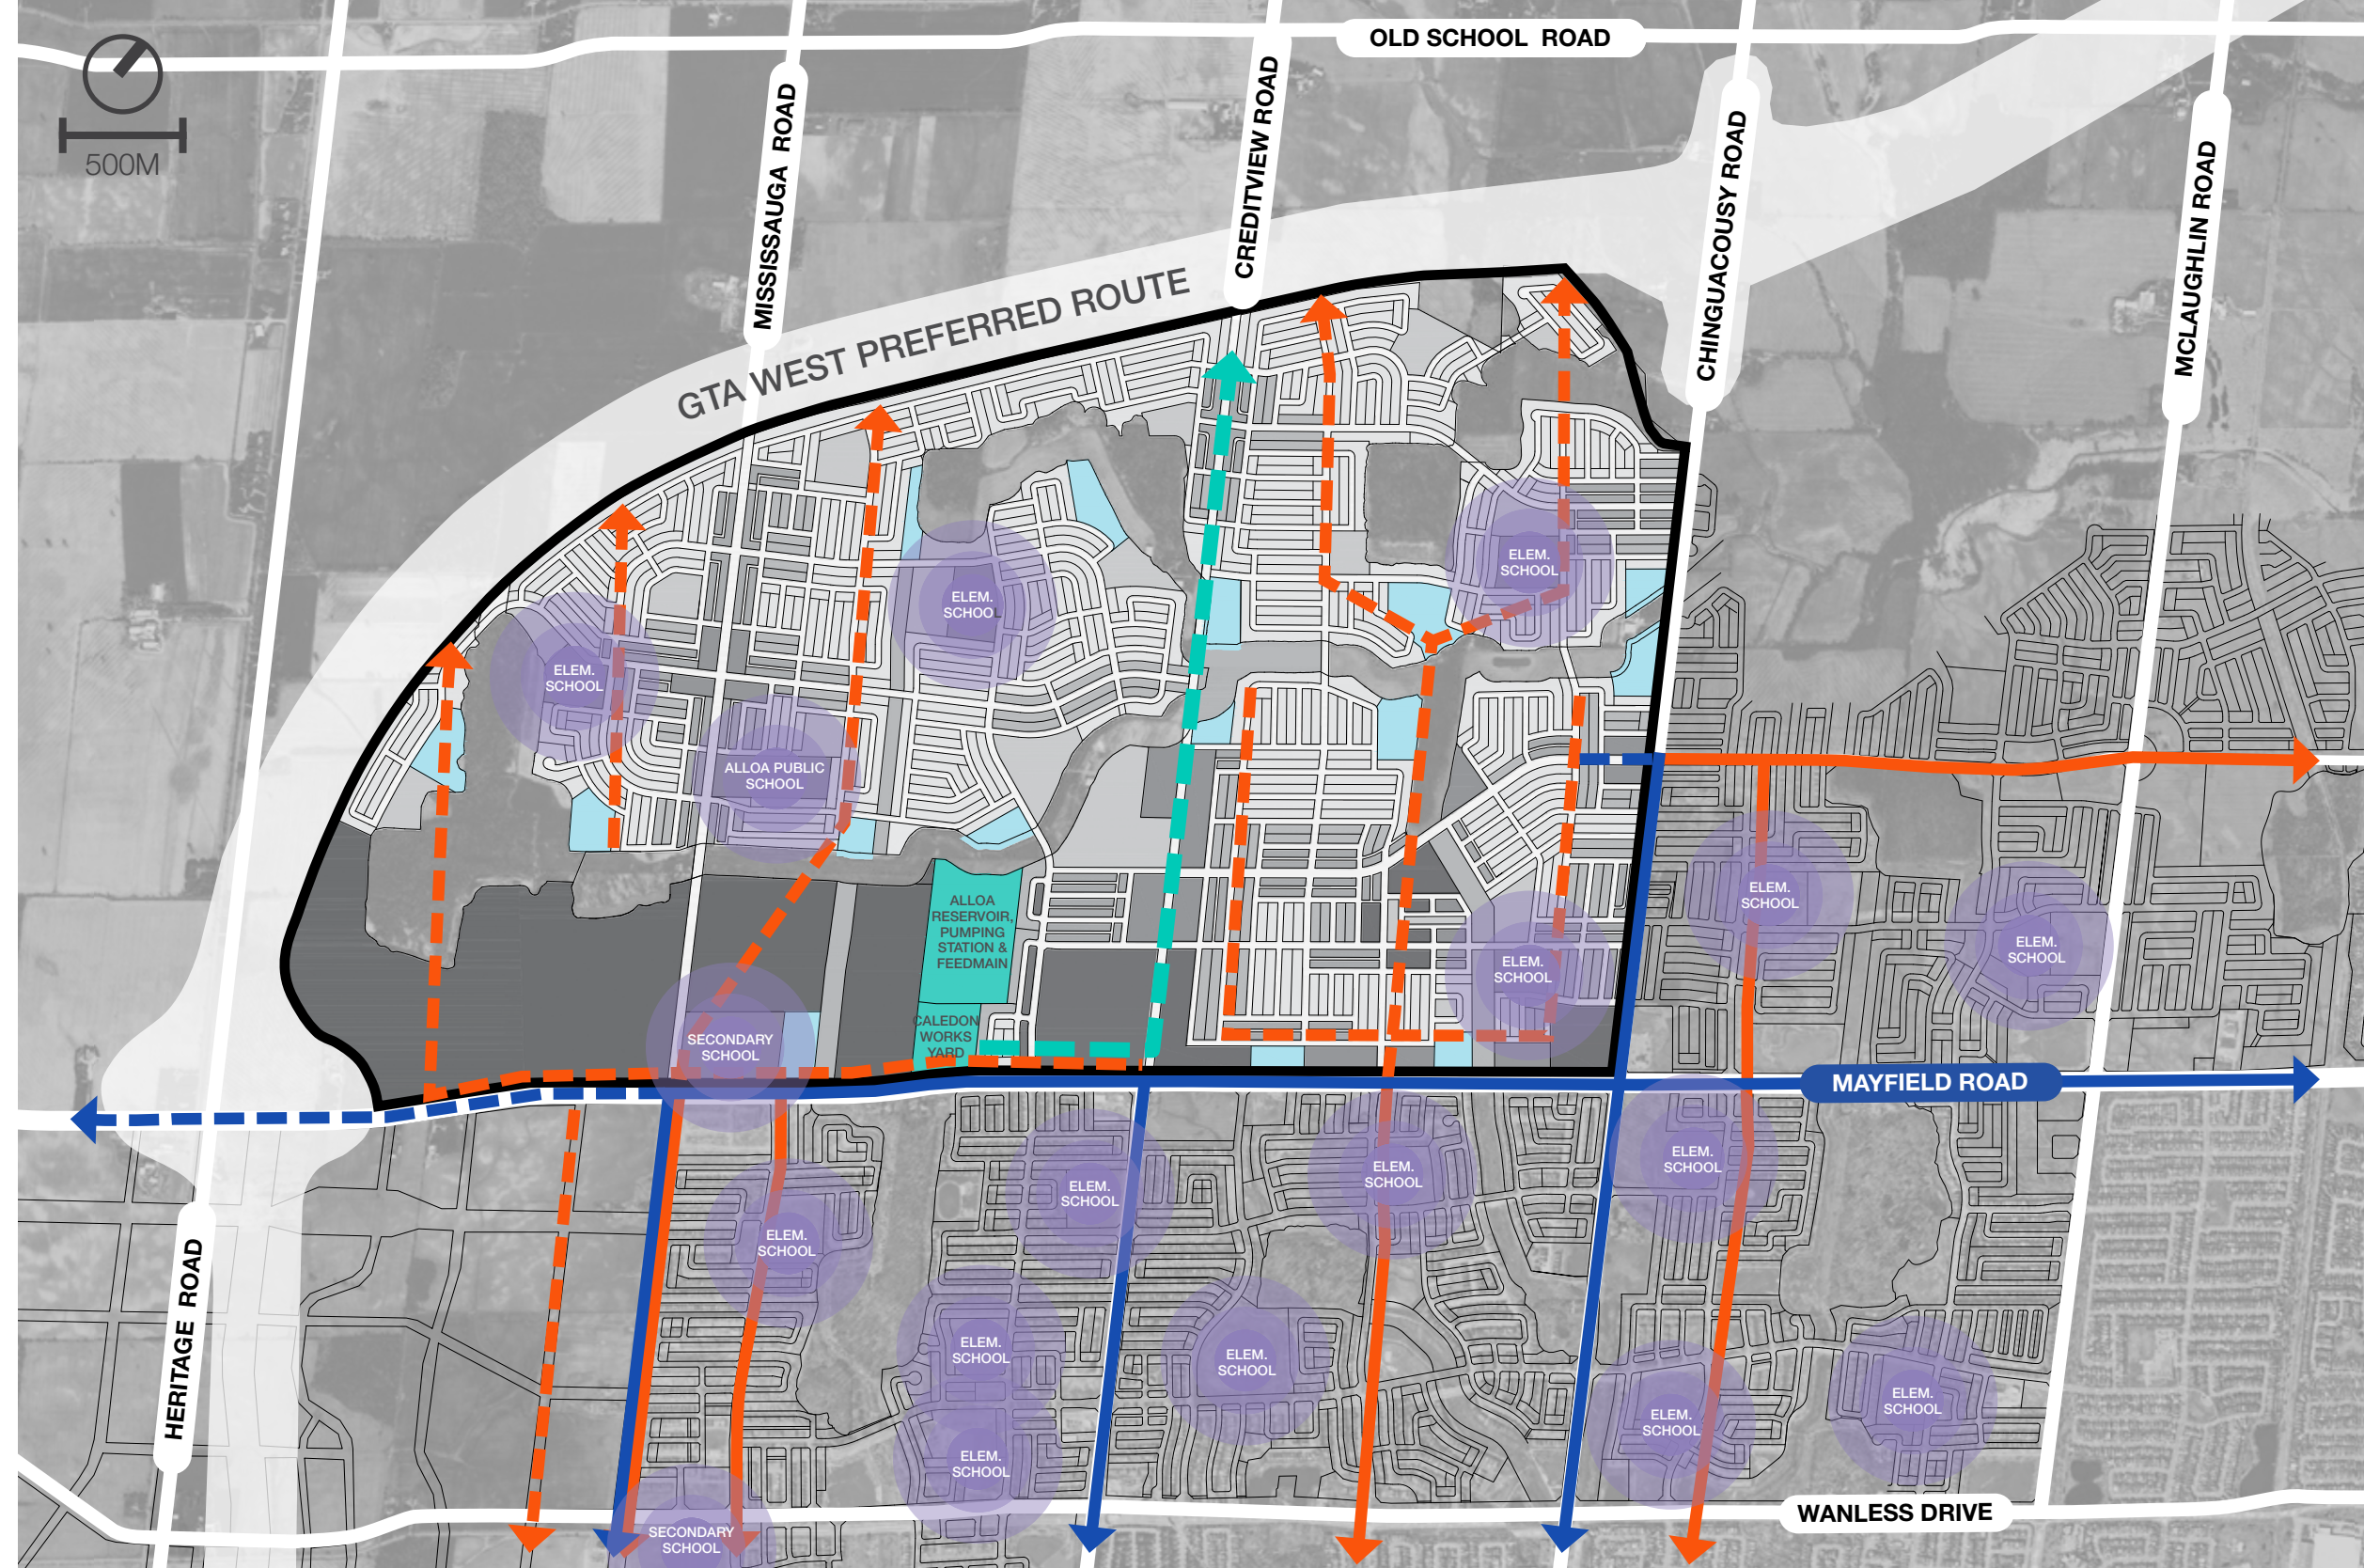 OLD SCHOOL ROAD
500M
MISSISSAUGA ROAD
CREDITVIEW ROAD
CHINGUACOUSY ROAD
MCLAUGHLIN ROAD
GTA WEST PREFERRED ROUTE
ELEM.
SCHOOL
ELEM.
SCHOOL
ELEM.
SCHOOL
ALLOA PUBLIC
SCHOOL
ELEM.
SCHOOL
ELEM.
SCHOOL
ELEM.
SCHOOL
ALLOA
RESERVOIR,
PUMPING
STATION &
FEEDMAIN
CALEDON
WORKS
YARD
SECONDARY
SCHOOL
MAYFIELD ROAD
ELEM.
SCHOOL
ELEM.
SCHOOL
ELEM.
SCHOOL
ELEM.
SCHOOL
HERITAGE ROAD
ELEM.
SCHOOL
ELEM.
SCHOOL
ELEM.
SCHOOL
ELEM.
SCHOOL
ELEM.
SCHOOL
WANLESS DRIVE
SECONDARY
SCHOOL